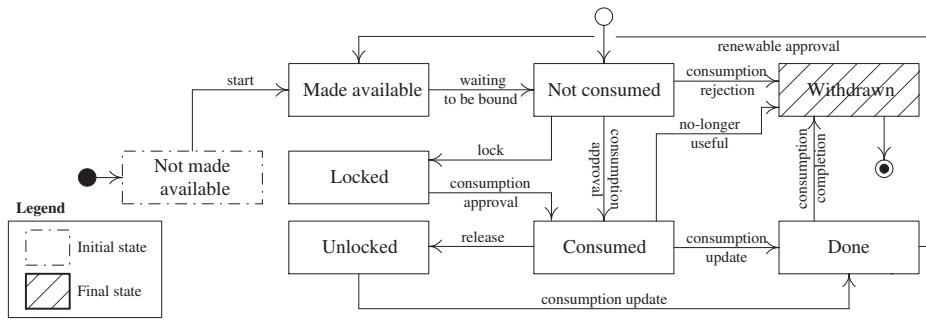 renewable approval
start
Made available
waiting
to be bound
Not consumed
consumption
rejection
Withdrawn
no-longer
useful
Not made
available
lock
Locked
consumption
approval
consumption
approval
consumption
completion
Legend
Initial state
Final state
Unlocked
release
Consumed
consumption
update
Done
consumption update